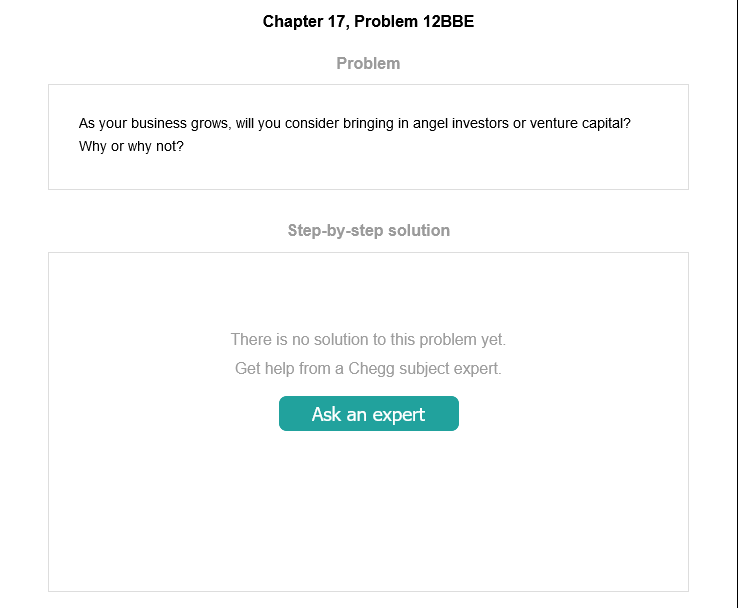 Chapter 17, Problem 12BBE
Problem
As your business grows, will you consider bringing in angel investors or venture capital?
Why or why not?
Step-by-step solution
There is no solution to this problem yet.
Get help from a Chegg subject expert.
Ask an expert